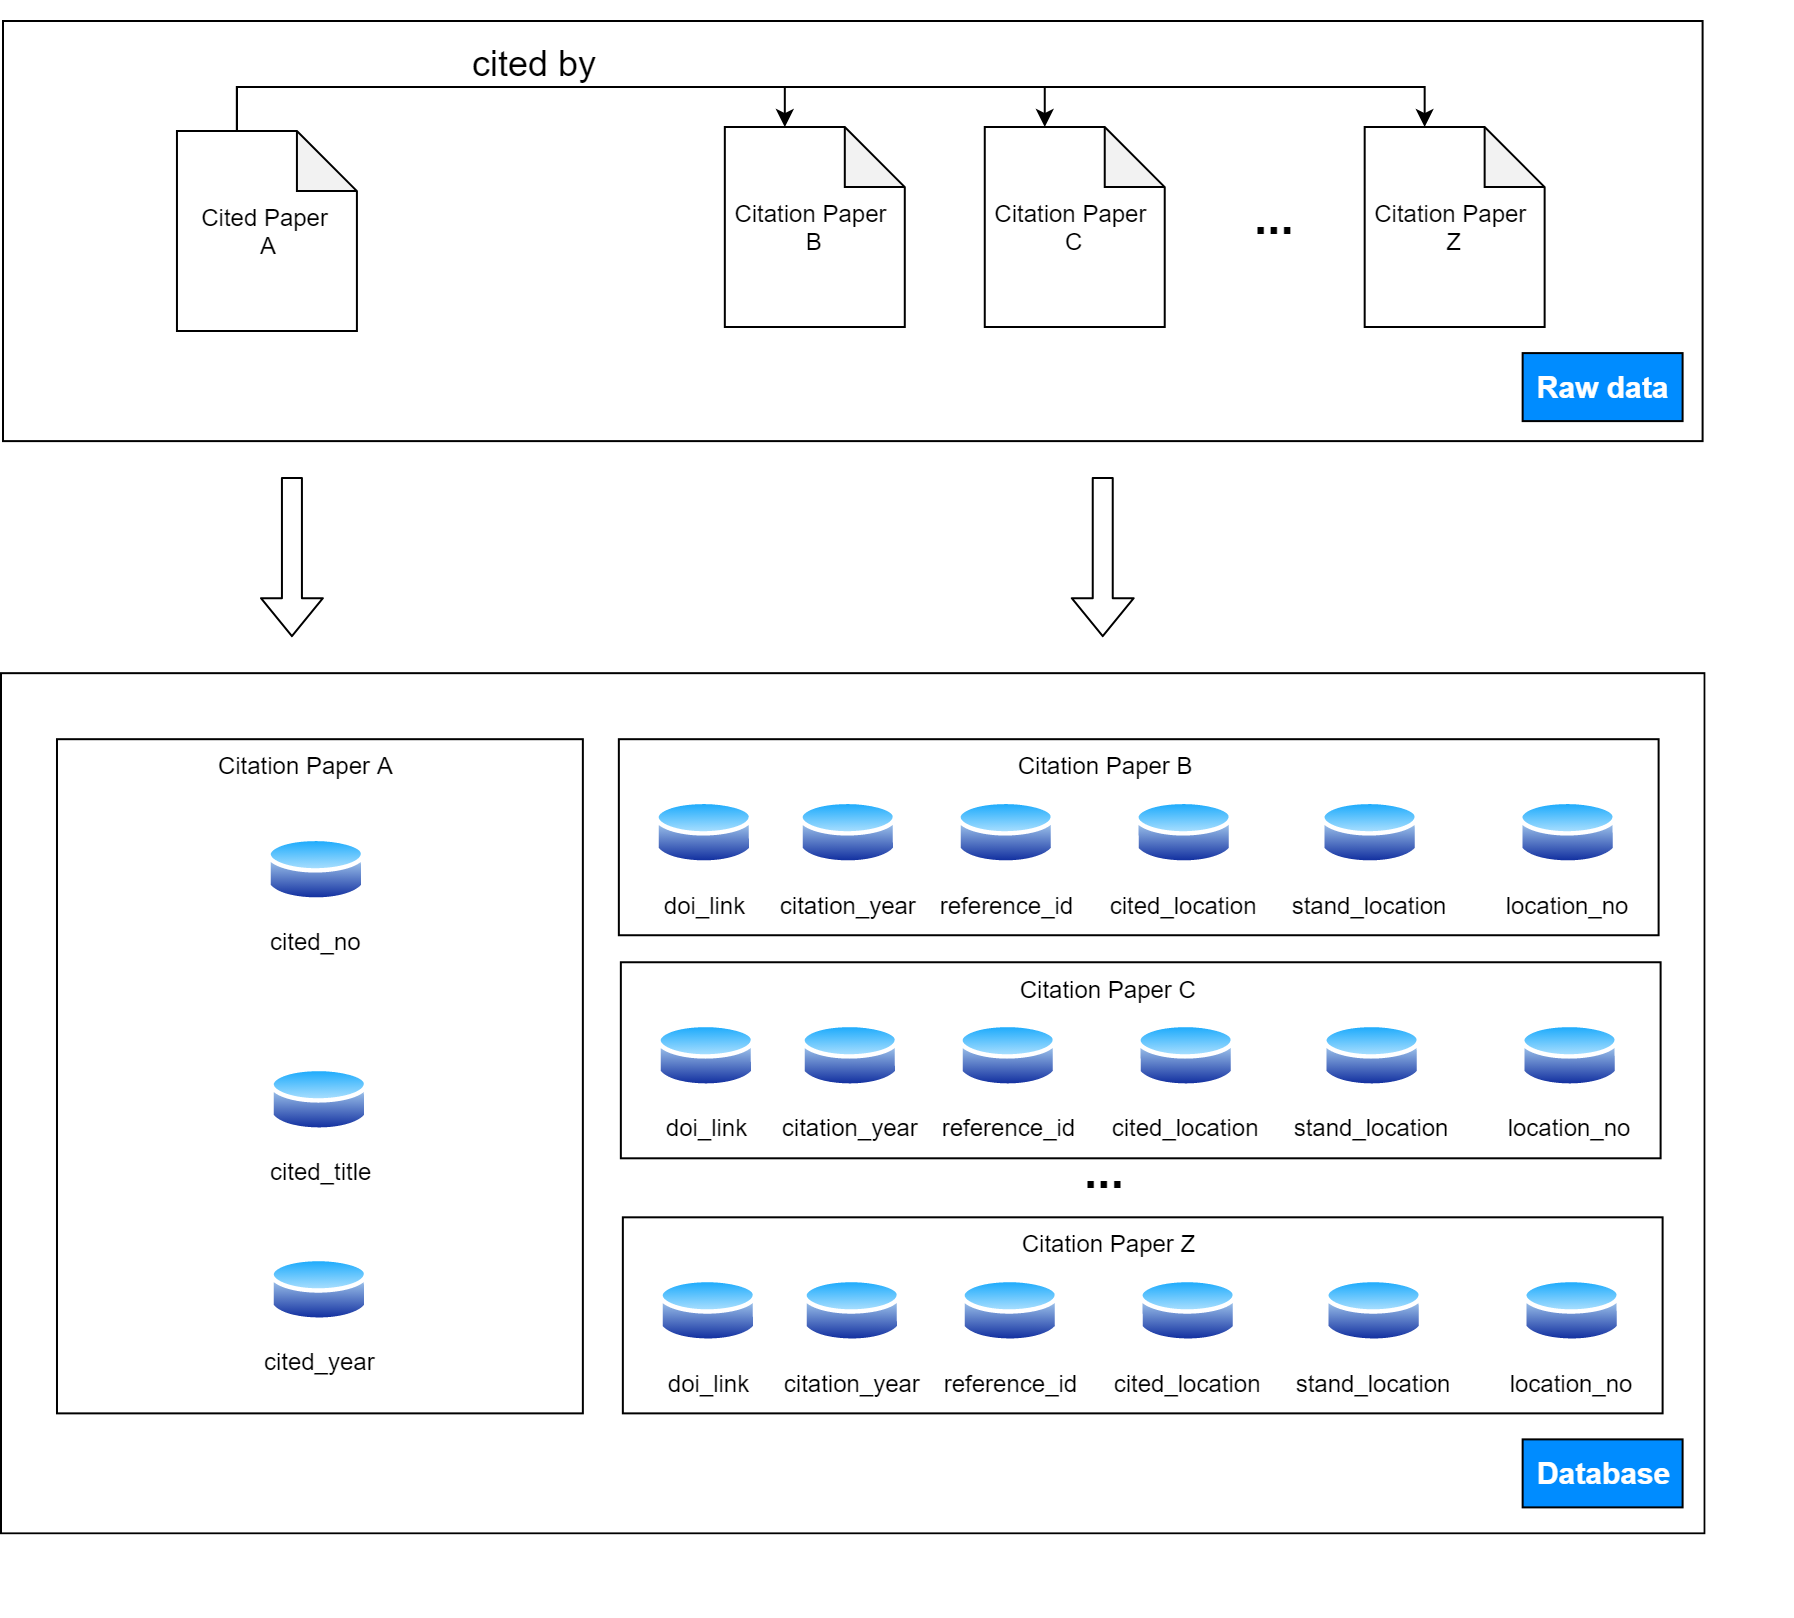 cited by
Cited Paper
A
Citation Paper
B
Citation Paper
C
...
Citation Paper
Z
Raw data
Citation Paper A
cited_no
cited_title
cited_year
Citation Paper B
doi_link citation_year reference_id cited_location stand_location location_no
Citation Paper C
doi_link citation_year reference_id cited_location stand_location location_no
...
Citation Paper Z
doi_link citation_year reference_id cited_location stand_location location_no
Database